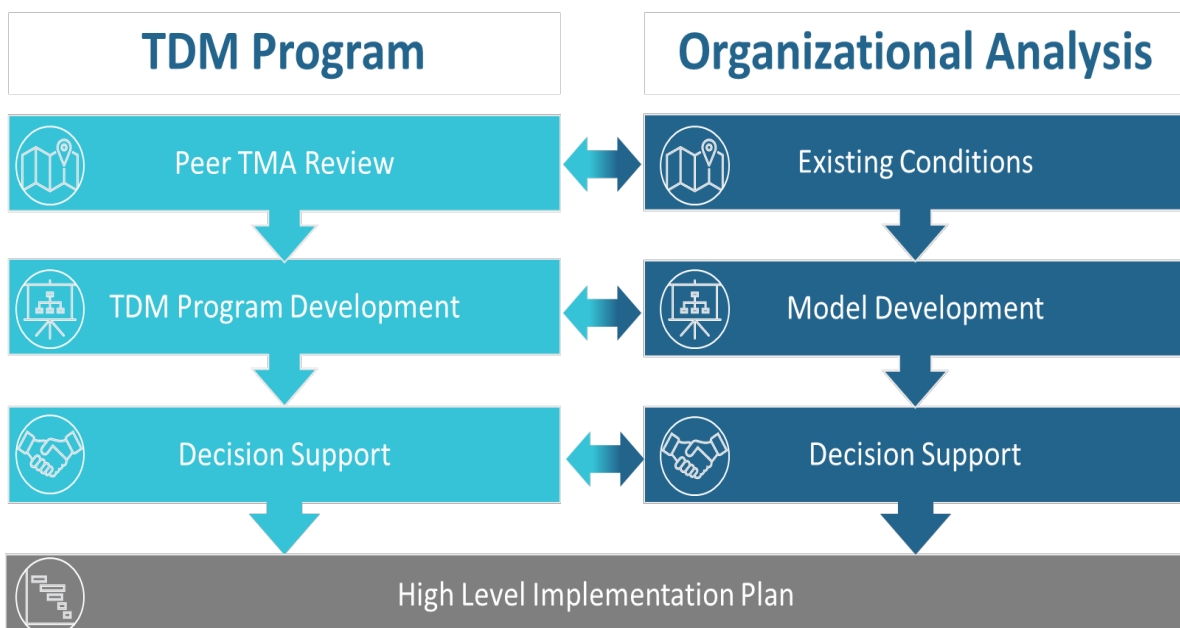 TDM Program
Organizational Analysis
Peer TMA Review
Existing Conditions
TDM Program Development
Model Development
Decision Support
Decision Support
High Level Implementation Plan